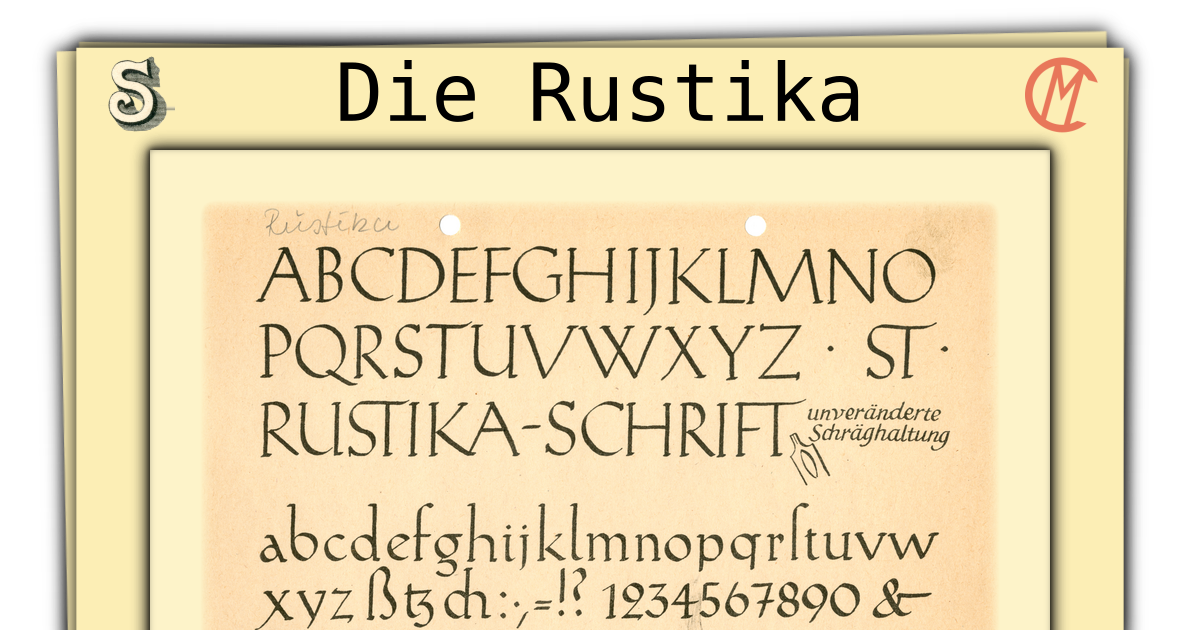 S
Die Rustika
CM
Rustika
ABCDEFGHIJKLMNO
PQRSTUVWXYZ · ST ·
RUSTIKA-SCHRIFT
unveränderte
Schräghaltung
abcdefghijklmnopqrſtuvw
xyz ß tz ch : · , = ! ? 1234567890 &